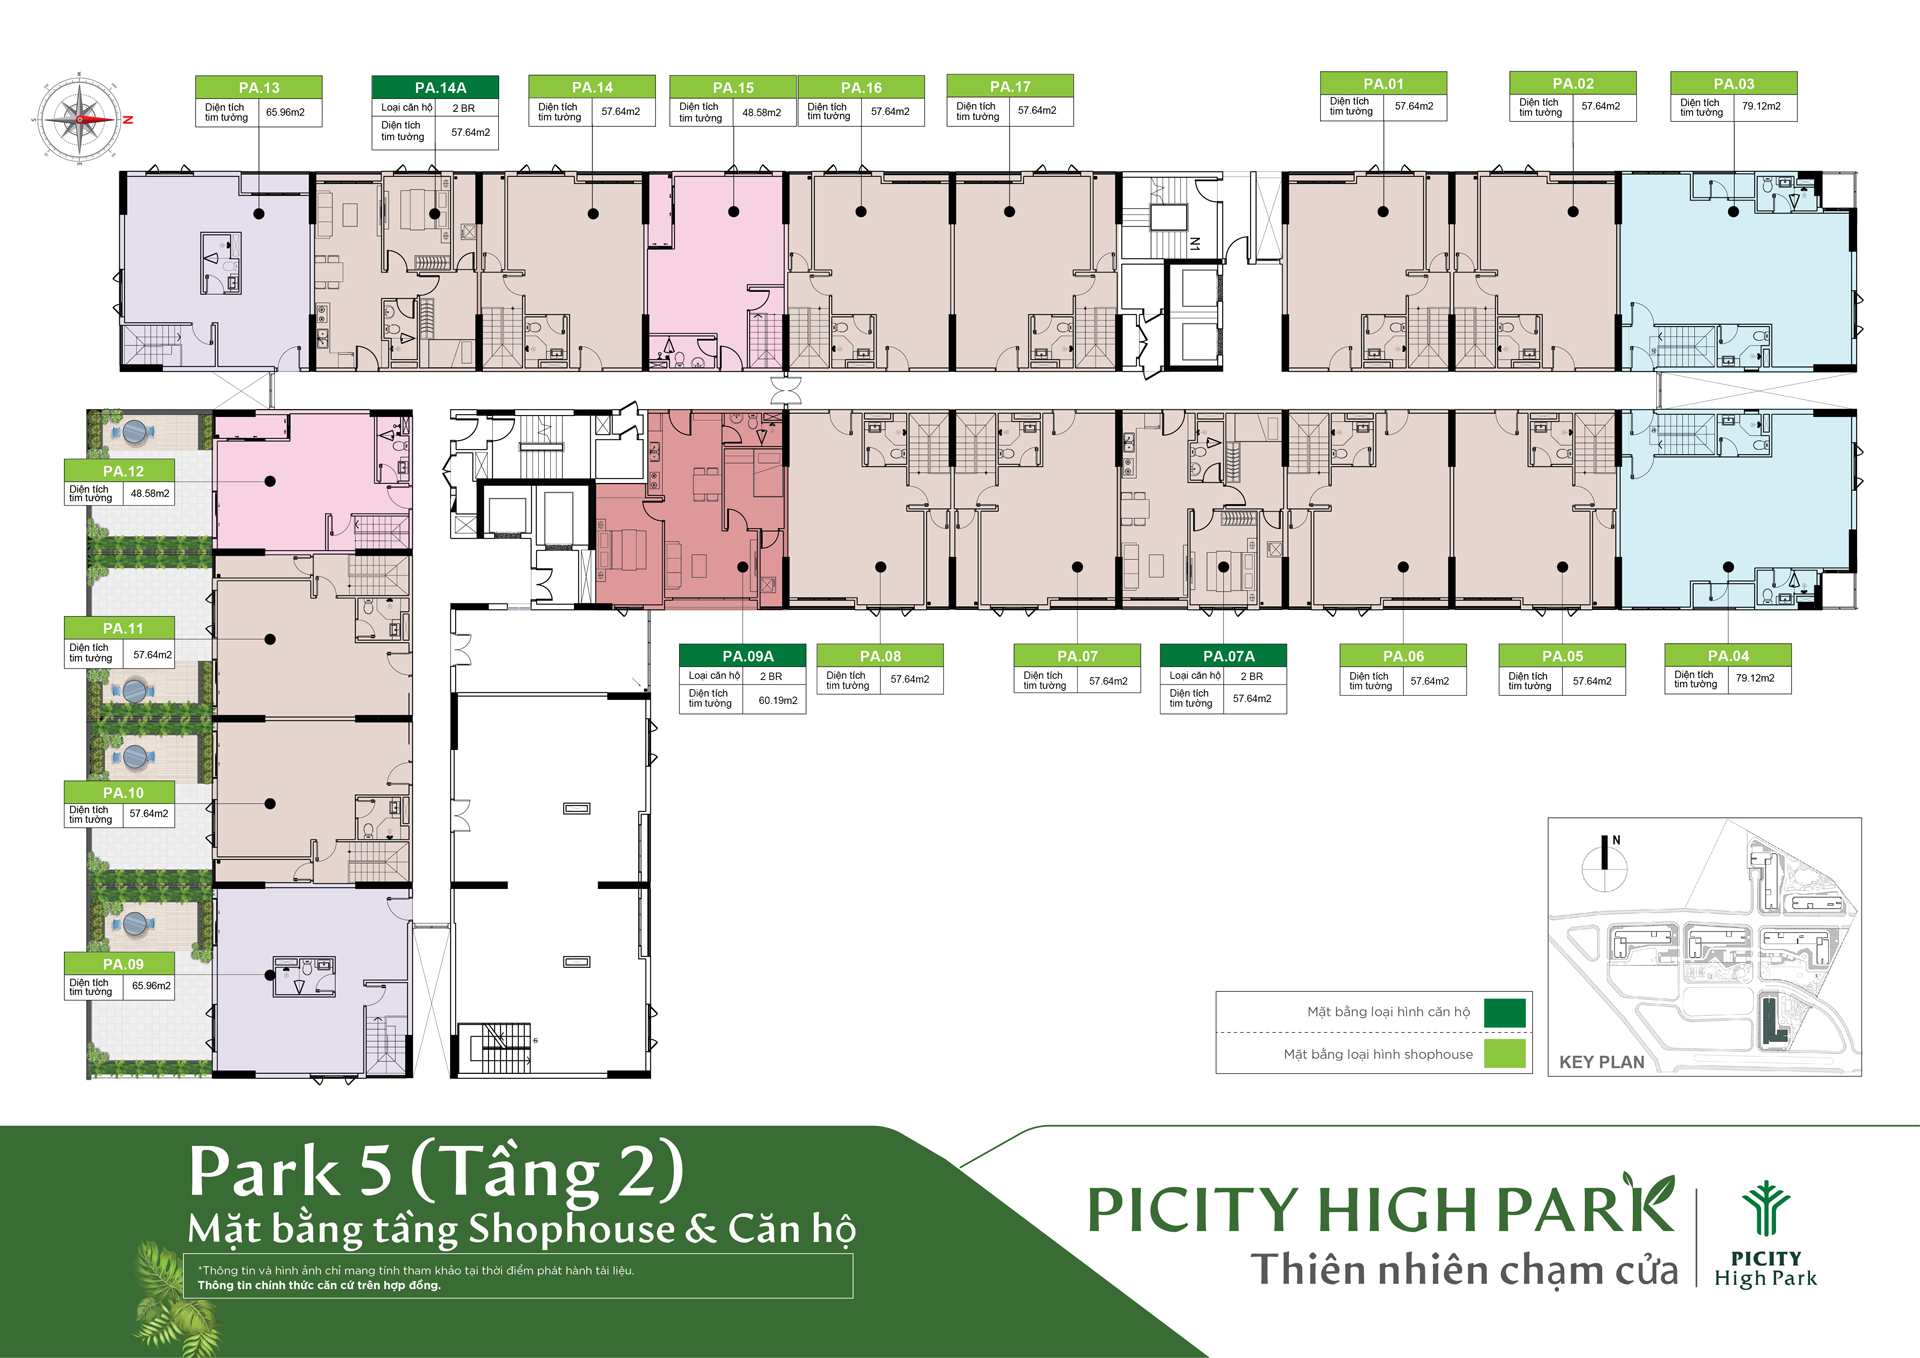 PA.13
Diện tích
tim tường
65.96m2
PA.14A
Loại căn hộ
2 BR
Diện tích
tim tường
57.64m2
PA.14
Diện tích
tim tường
57.64m2
PA.15
Diện tích
tim tường
48.58m2
PA.16
Diện tích
tim tường
57.64m2
PA.17
Diện tích
tim tường
57.64m2
PA.01
Diện tích
tim tường
57.64m2
PA.02
Diện tích
tim tường
57.64m2
PA.03
Diện tích
tim tường
79.12m2
N
N1
PA.12
Diện tích
tim tường
48.58m2
PA.11
Diện tích
tim tường
57.64m2
PA.10
Diện tích
tim tường
57.64m2
PA.09
Diện tích
tim tường
65.96m2
PA.09A
Loại căn hộ
2 BR
Diện tích
tim tường
60.19m2
PA.08
Diện tích
tim tường
57.64m2
PA.07
Diện tích
tim tường
57.64m2
PA.07A
Loại căn hộ
2 BR
Diện tích
tim tường
57.64m2
PA.06
Diện tích
tim tường
57.64m2
PA.05
Diện tích
tim tường
57.64m2
PA.04
Diện tích
tim tường
79.12m2
Mặt bằng loại hình căn hộ
Mặt bằng loại hình shophouse
N
KEY PLAN
Park 5 (Tầng 2)
Mặt bằng tầng Shophouse & Căn hộ
*Thông tin và hình ảnh chỉ mang tính tham khảo tại thời điểm phát hành tài liệu.
Thông tin chính thức căn cứ trên hợp đồng.
PICITY HIGH PARK
Thiên nhiên chạm cửa
PICITY
High Park